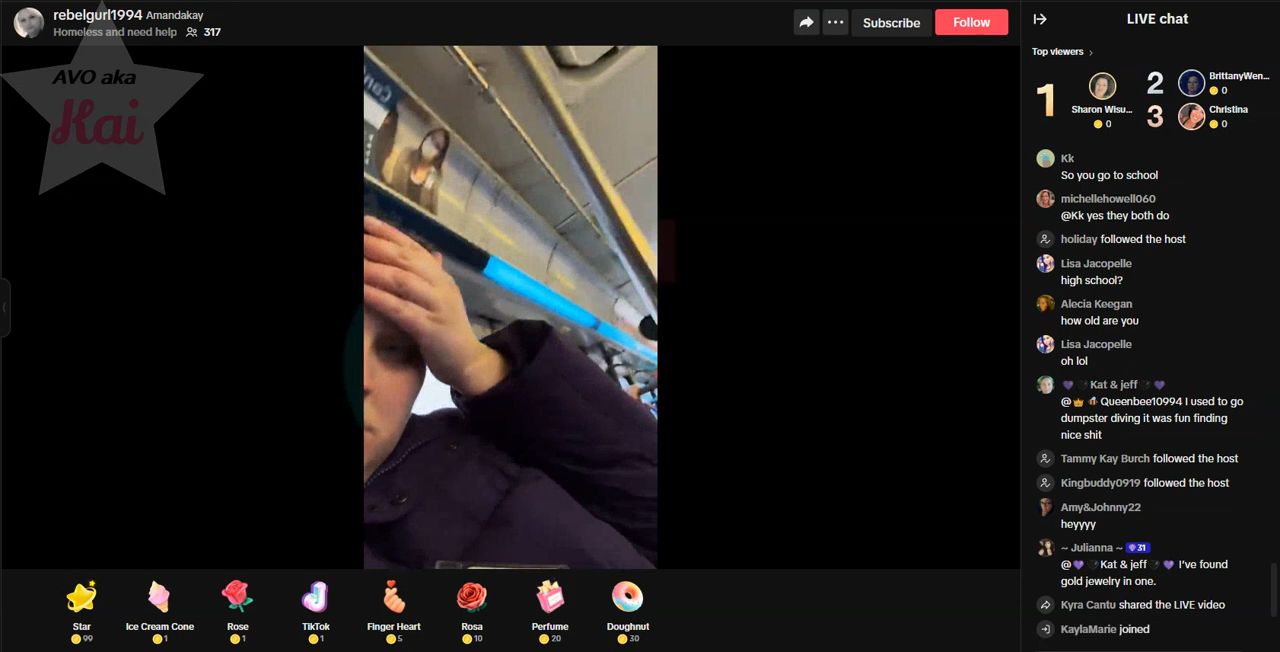 rebelgurl1994 Amandakay
Homeless and need help 317
Subscribe
Follow
AVO aka
Kai
LIVE chat
Top viewers
1
Sharon Wisu...
0
2
BrittanyWen...
0
3
Christina
0
Kk
So you go to school
michellehowell060
@Kk yes they both do
holiday followed the host
Lisa Jacopelle
high school?
Alecia Keegan
how old are you
Lisa Jacopelle
oh lol
💜 🖤 Kat & jeff 🖤 💜
@👑 🐝 Queenbee10994 I used to go
dumpster diving it was fun finding
nice shit
Tammy Kay Burch followed the host
Kingbuddy0919 followed the host
Amy&Johnny22
heyyyy
~ Julianna ~ 31
@💜 🖤 Kat & jeff 🖤 💜 I've found
gold jewelry in one.
Kyra Cantu shared the LIVE video
KaylaMarie joined
Star
99
Ice Cream Cone
1
Rose
1
TikTok
1
Finger Heart
5
Rosa
10
Perfume
20
Doughnut
30